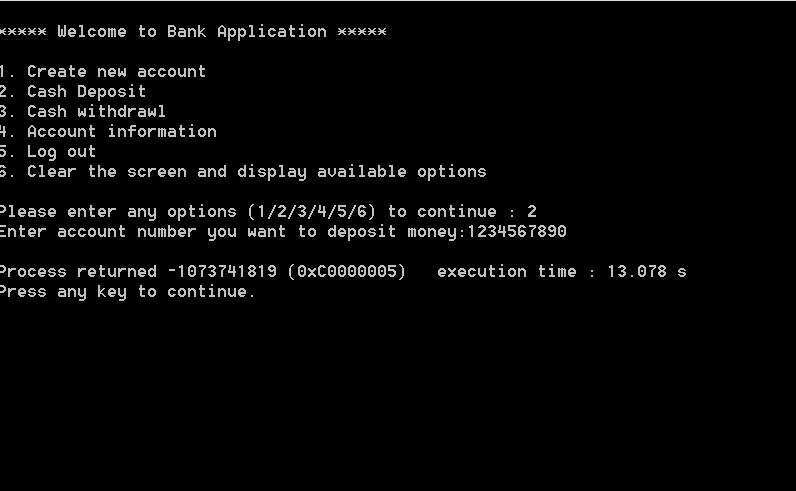 ***** Welcome to Bank Application *****
1. Create new account
2. Cash Deposit
3. Cash withdrawl
4. Account information
5. Log out
6. Clear the screen and display available options
Please enter any options (1/2/3/4/5/6) to continue : 2
Enter account number you want to deposit money:1234567890
Process returned -1073741819 (0xC0000005)   execution time : 13.078 s
Press any key to continue.